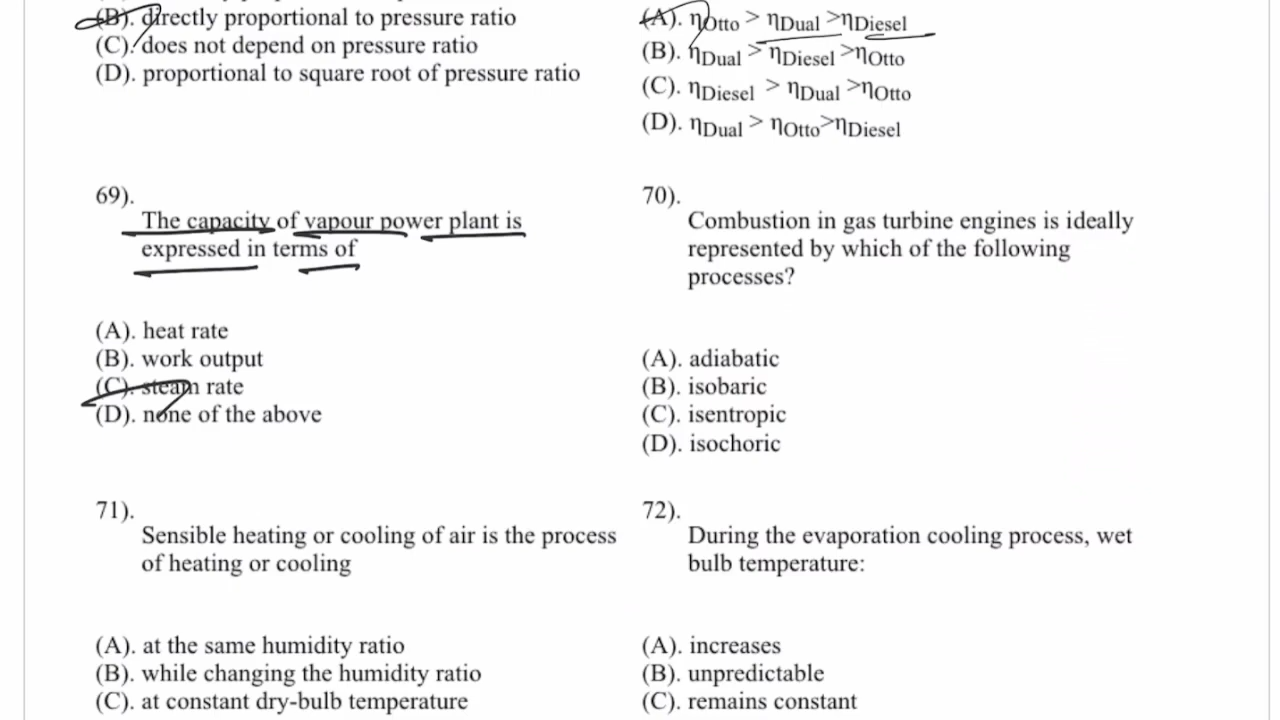 (B). directly proportional to pressure ratio
(C). does not depend on pressure ratio
(D). proportional to square root of pressure ratio
(A). ηOtto > ηDual >ηDiesel
(B). ηDual > ηDiesel >ηOtto
(C). ηDiesel > ηDual >ηOtto
(D). ηDual > ηOtto>ηDiesel
69).
The capacity of vapour power plant is
expressed in terms of
(A). heat rate
(B). work output
(C). steam rate
(D). none of the above
70).
Combustion in gas turbine engines is ideally
represented by which of the following
processes?
(A). adiabatic
(B). isobaric
(C). isentropic
(D). isochoric
71).
Sensible heating or cooling of air is the process
of heating or cooling
(A). at the same humidity ratio
(B). while changing the humidity ratio
(C). at constant dry-bulb temperature
72).
During the evaporation cooling process, wet
bulb temperature:
(A). increases
(B). unpredictable
(C). remains constant